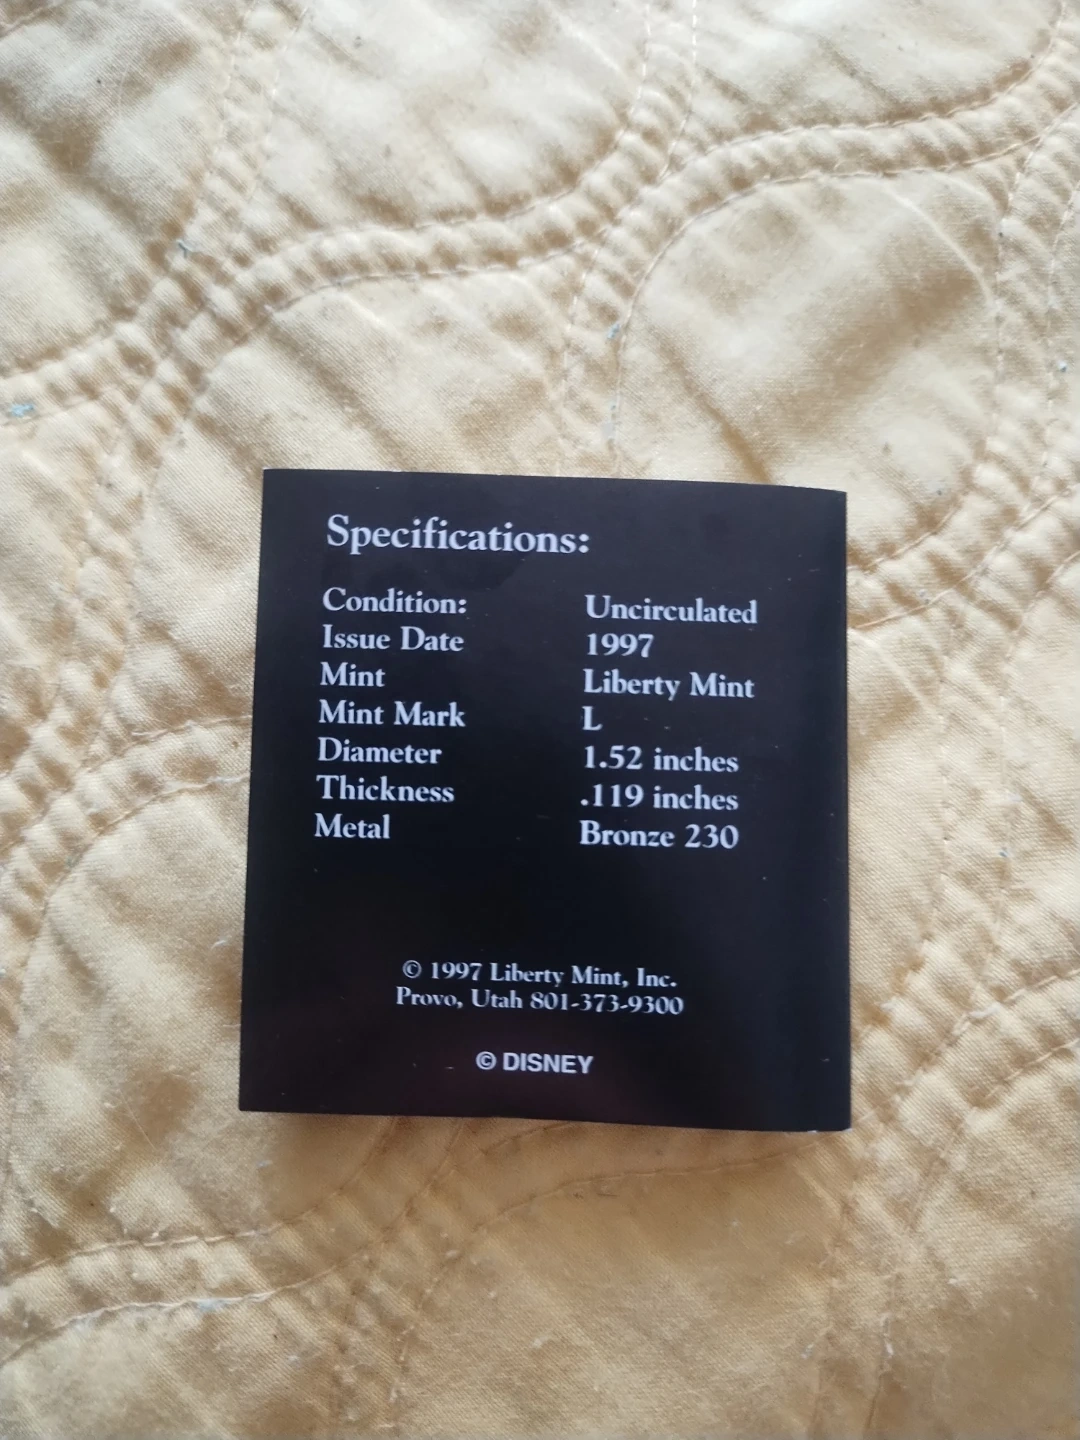 Specifications:
Condition: Uncirculated
Issue Date 1997
Mint Liberty Mint
Mint Mark L
Diameter 1.52 inches
Thickness .119 inches
Metal Bronze 230
© 1997 Liberty Mint, Inc.
Provo, Utah 801-373-9300
© DISNEY